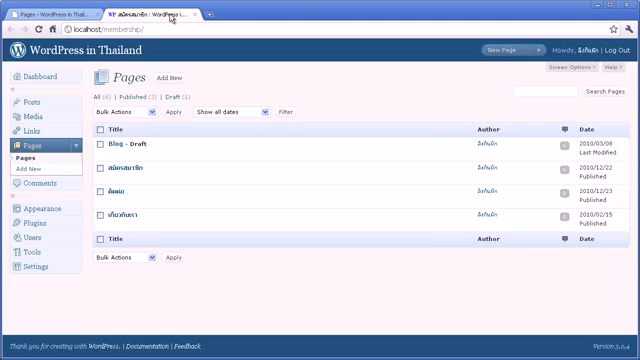 Pages ‹ WordPress in Th...
สมัครสมาชิก | WordPress i...
localhost/membership/
WordPress in Thailand
New Page
Howdy, | Log Out
Screen Options
Help
Dashboard
Posts
Media
Links
Pages
Pages
Add New
Comments
Appearance
Plugins
Users
Tools
Settings
Pages Add New
All (4) | Published (3) | Draft (1)
Search Pages
Bulk Actions Apply Show all dates Filter
Title Author Date
Blog - Draft 0 2010/03/08
Last Modified
สมัครสมาชิก 0 2010/12/22
Published
ติดต่อ 0 2010/12/23
Published
เกี่ยวกับเรา 0 2010/02/15
Published
Title Author Date
Bulk Actions Apply
Thank you for creating with WordPress. | Documentation | Feedback
Version 3.0.4